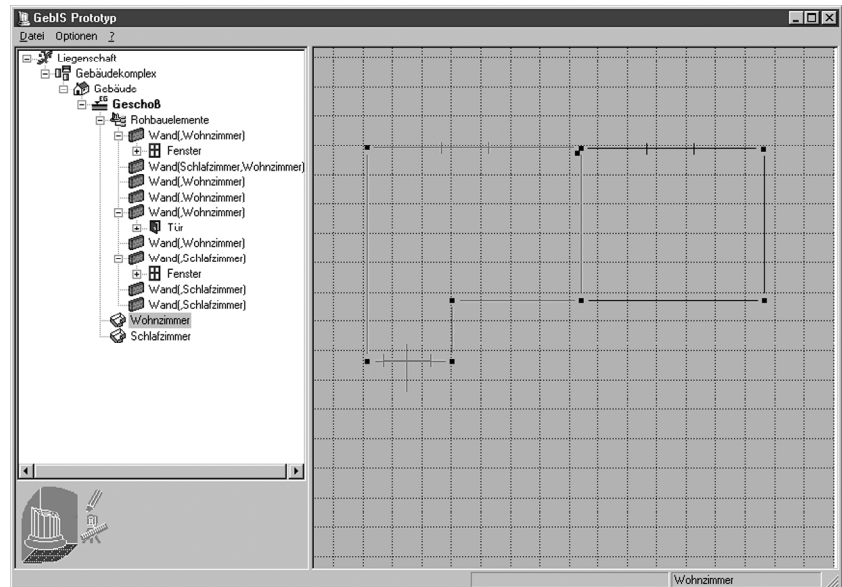 GebIS Prototyp
Datei Optionen ?
Liegenschaft
Gebäudekomplex
Gebäude
EG Geschoß
Rohbauelemente
Wand(,Wohnzimmer)
Fenster
Wand(Schlafzimmer,Wohnzimmer)
Wand(,Wohnzimmer)
Wand(,Wohnzimmer)
Wand(,Wohnzimmer)
Tür
Wand(,Wohnzimmer)
Wand(,Schlafzimmer)
Fenster
Wand(,Schlafzimmer)
Wand(,Schlafzimmer)
Wohnzimmer
Schlafzimmer
Wohnzimmer